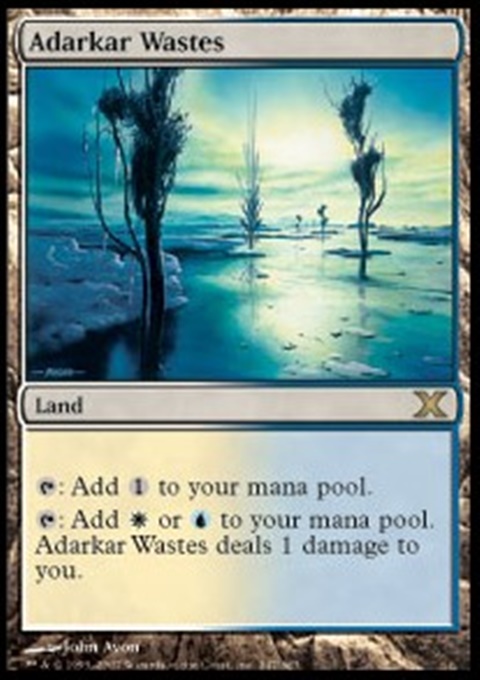 Adarkar Wastes
Land
: Add 1 to your mana pool.
: Add or to your mana pool.
Adarkar Wastes deals 1 damage to
you.
John Avon